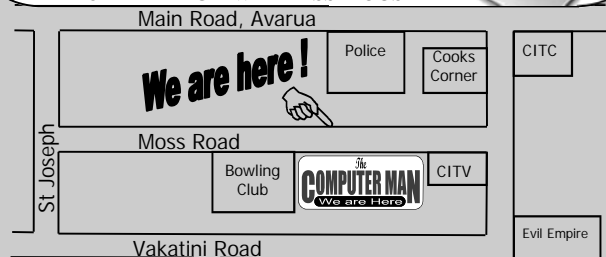 Main Road, Avarua
Police
Cooks
Corner
CITC
We are here !
St Joseph
Moss Road
Bowling
Club
The
COMPUTER MAN
We are Here
CITV
Evil Empire
Vakatini Road